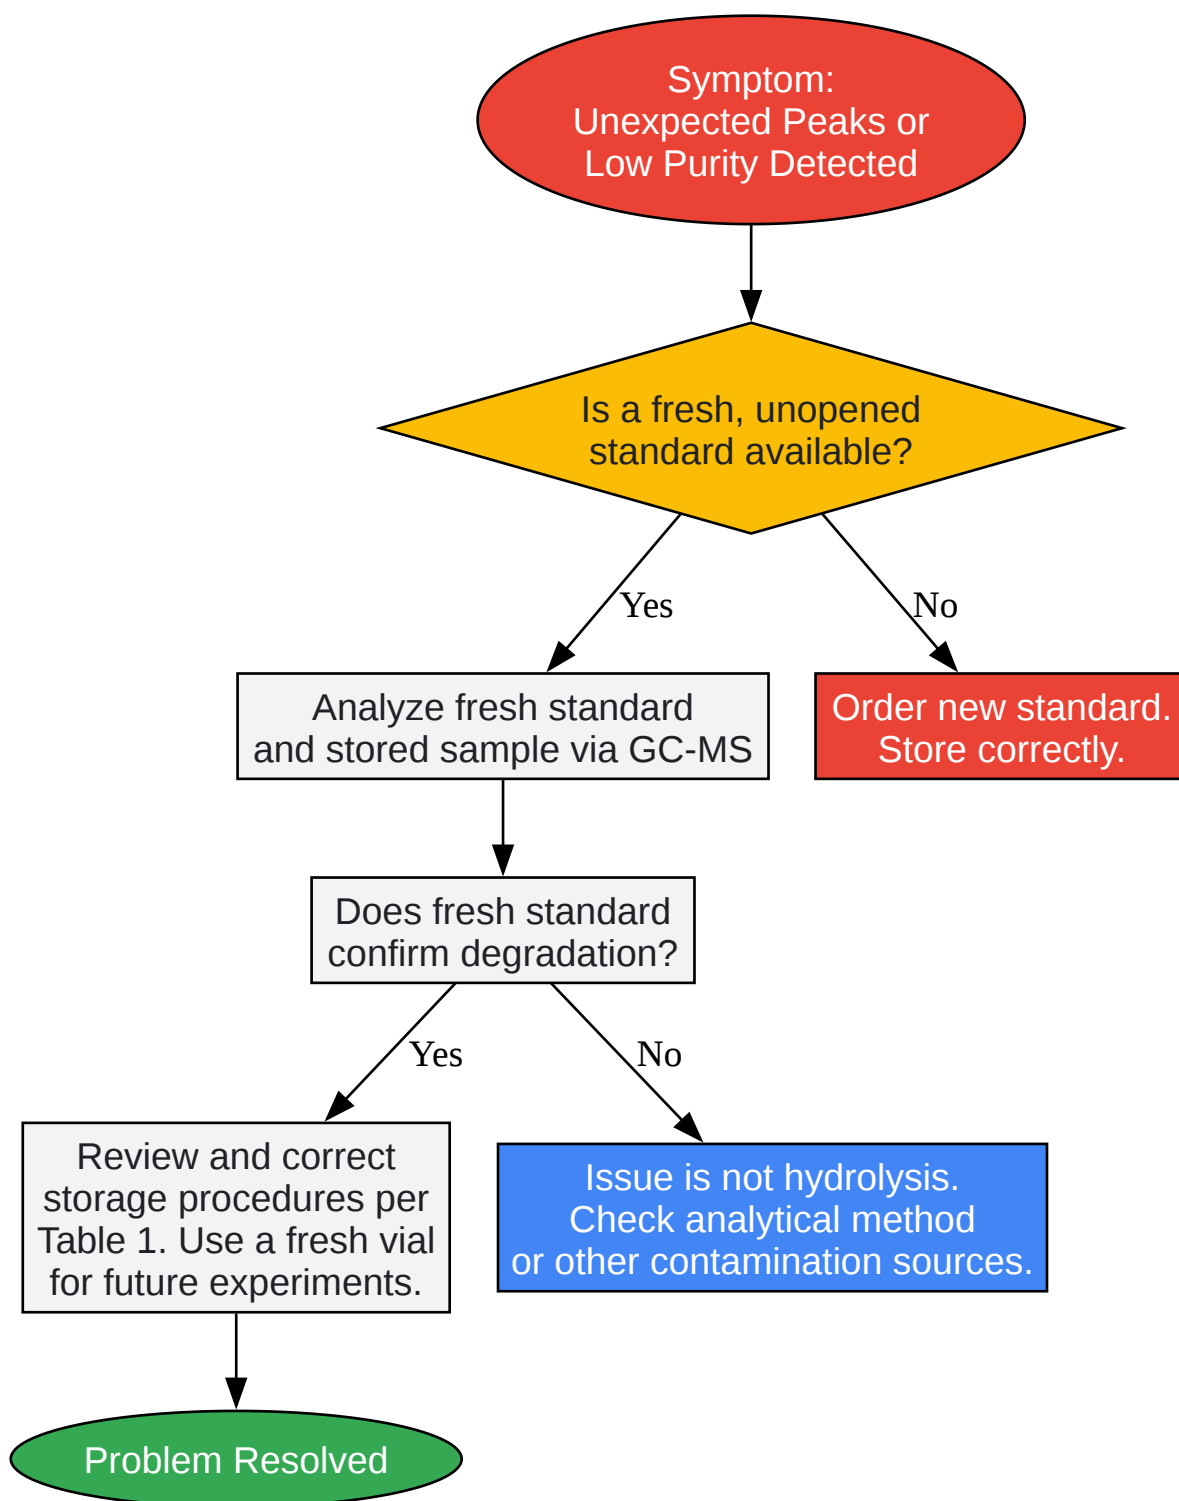 Symptom:
Unexpected Peaks or
Low Purity Detected
Is a fresh, unopened
standard available?
Yes
No
Analyze fresh standard
and stored sample via GC-MS
Order new standard.
Store correctly.
Does fresh standard
confirm degradation?
Yes
No
Review and correct
storage procedures per
Table 1. Use a fresh vial
for future experiments.
Issue is not hydrolysis.
Check analytical method
or other contamination sources.
Problem Resolved